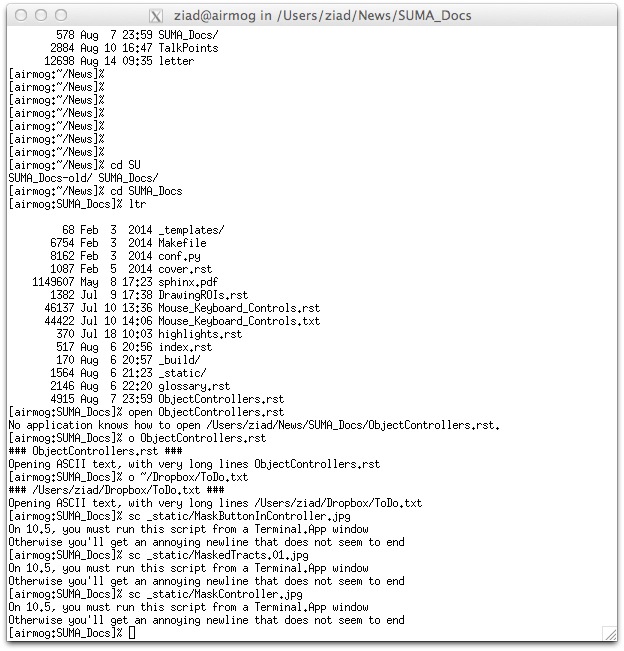 ziad@airmog in /Users/ziad/News/SUMA_Docs
578 Aug  7 23:59 SUMA_Docs/
2884 Aug 10 16:47 TalkPoints
12698 Aug 14 09:35 letter
[airmog:~/News]%
[airmog:~/News]%
[airmog:~/News]%
[airmog:~/News]%
[airmog:~/News]%
[airmog:~/News]%
[airmog:~/News]%
[airmog:~/News]% cd SU
SUMA_Docs-old/ SUMA_Docs/
[airmog:~/News]% cd SUMA_Docs
[airmog:SUMA_Docs]% ltr
68 Feb  3  2014 _templates/
6754 Feb  3  2014 Makefile
8162 Feb  3  2014 conf.py
1087 Feb  5  2014 cover.rst
1149607 May  8 17:23 sphinx.pdf
1382 Jul  9 17:38 DrawingROIs.rst
46137 Jul 10 13:36 Mouse_Keyboard_Controls.rst
44422 Jul 10 14:06 Mouse_Keyboard_Controls.txt
370 Jul 18 10:03 highlights.rst
517 Aug  6 20:56 index.rst
170 Aug  6 20:57 _build/
1564 Aug  6 21:23 _static/
2146 Aug  6 22:20 glossary.rst
4915 Aug  7 23:59 ObjectControllers.rst
[airmog:SUMA_Docs]% open ObjectControllers.rst
No application knows how to open /Users/ziad/News/SUMA_Docs/ObjectControllers.rst.
[airmog:SUMA_Docs]% o ObjectControllers.rst
### ObjectControllers.rst ###
Opening ASCII text, with very long lines ObjectControllers.rst
[airmog:SUMA_Docs]% o ~/Dropbox/ToDo.txt
### /Users/ziad/Dropbox/ToDo.txt ###
Opening ASCII text, with very long lines /Users/ziad/Dropbox/ToDo.txt
[airmog:SUMA_Docs]% sc _static/MaskButtonInController.jpg
On 10.5, you must run this script from a Terminal.App window
Otherwise you'll get an annoying newline that does not seem to end
[airmog:SUMA_Docs]% sc _static/MaskedTracts.01.jpg
On 10.5, you must run this script from a Terminal.App window
Otherwise you'll get an annoying newline that does not seem to end
[airmog:SUMA_Docs]% sc _static/MaskController.jpg
On 10.5, you must run this script from a Terminal.App window
Otherwise you'll get an annoying newline that does not seem to end
[airmog:SUMA_Docs]%